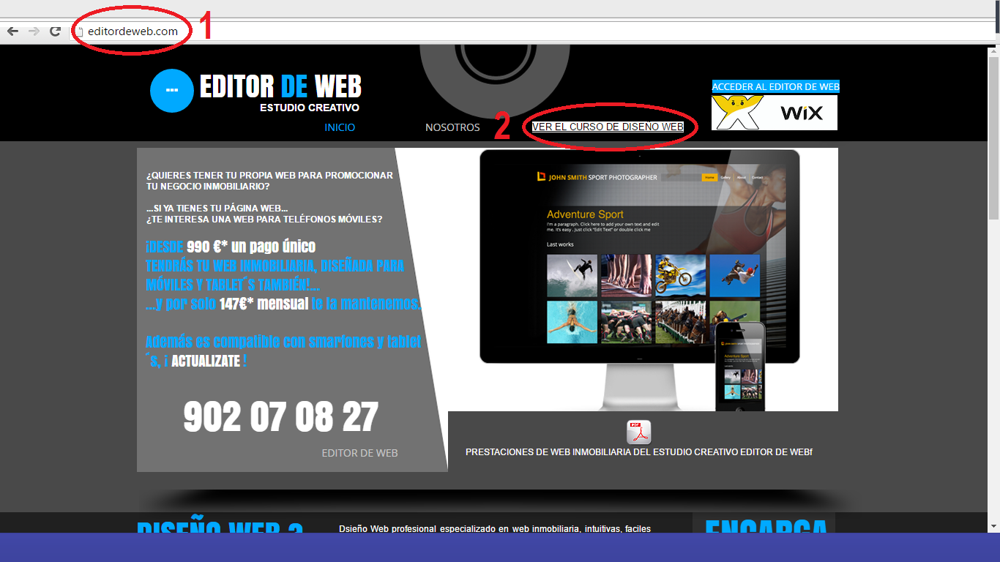 1
editordeweb.com
...
EDITOR DE WEB
ESTUDIO CREATIVO
ACCEDER AL EDITOR DE WEB
WiX
INICIO
NOSOTROS
2
VER EL CURSO DE DISEÑO WEB
¿QUIERES TENER TU PROPIA WEB PARA PROMOCIONAR
TU NEGOCIO INMOBILIARIO?
...SI YA TIENES TU PÁGINA WEB...
¿TE INTERESA UNA WEB PARA TELÉFONOS MÓVILES?
¡DESDE 990 €* un pago único
TENDRÁS TU WEB INMOBILIARIA, DISEÑADA PARA
MÓVILES Y TABLET´S TAMBIÉN!....
...y por solo 147€* mensual te la mantenemos.
Además es compatible con smarfones y tablet
´s, ¡ ACTUALIZATE !
902 07 08 27
EDITOR DE WEB
JOHN SMITH SPORT PHOTOGRAPHER
Home Gallery About Contact
Adventure Sport
I'm a paragraph. Click here to add your own text and edit
me. It's easy . Just click "Edit Text" or double click
me
Last works
Adventure Sport
PDF
PRESTACIONES DE WEB INMOBILIARIA DEL ESTUDIO CREATIVO EDITOR DE WEBf
DISEÑO WEB 2
Dsieño Web profesional especializado en web inmobiliaria, intuitivas, faciles
ENCARGA